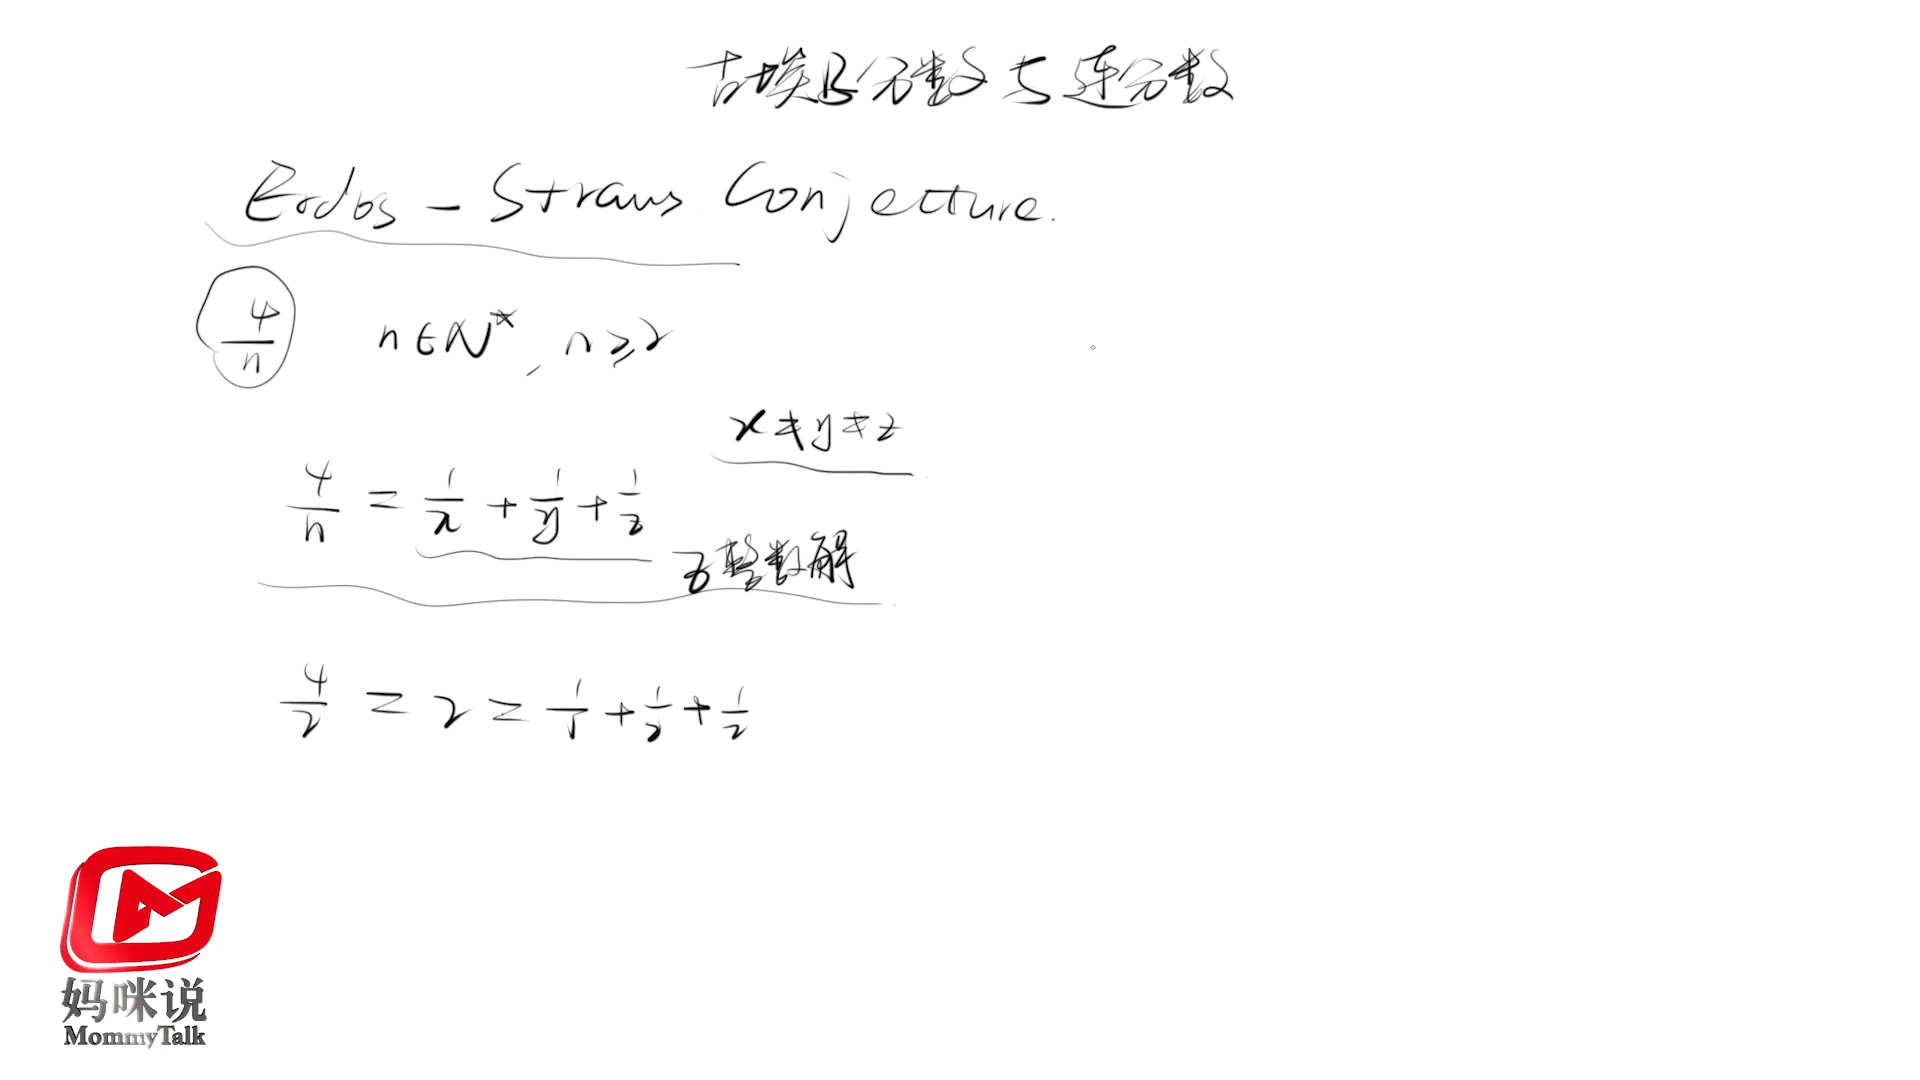 古埃及分数与连分数
Erdos - Straus Conjetture.
4/n n∈N*, n≥2
x≠y≠z
4/n = 1/x + 1/y + 1/z
正整数解
4/2 = 2 = 1/1 + 1/2 + 1/2
妈咪说
MommyTalk